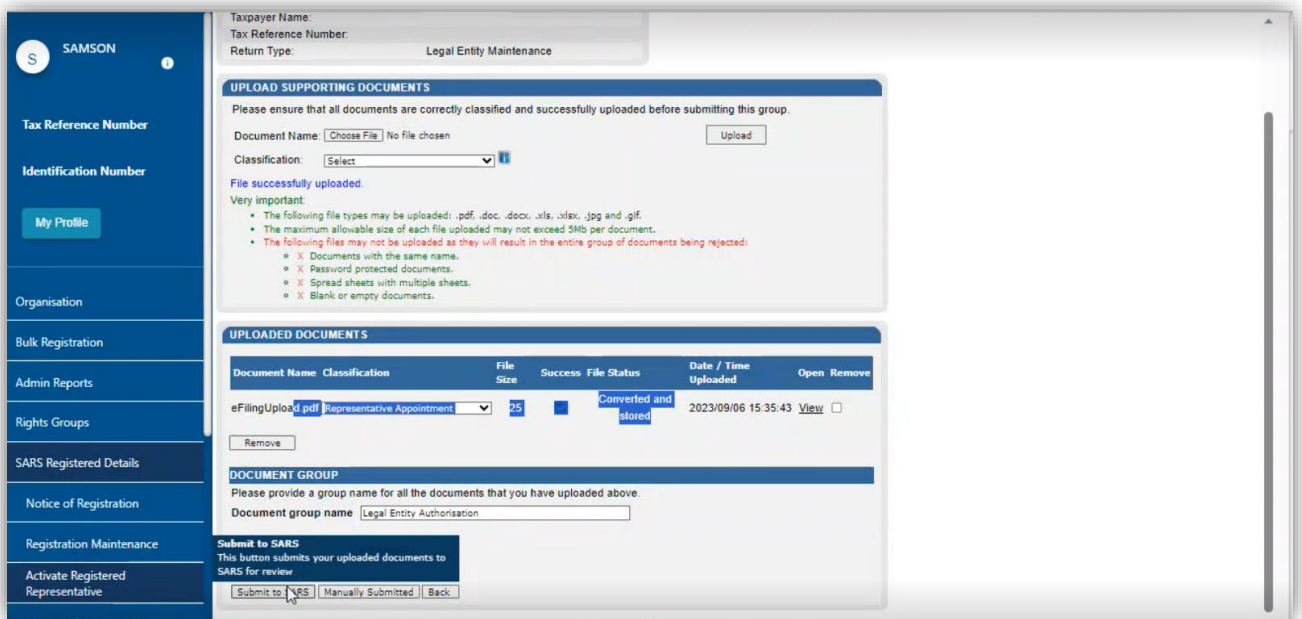 S
SAMSON
Tax Reference Number
Identification Number
My Profile
Organisation
Bulk Registration
Admin Reports
Rights Groups
SARS Registered Details
Notice of Registration
Registration Maintenance
Activate Registered
Representative
Taxpayer Name:
Tax Reference Number:
Return Type: Legal Entity Maintenance
UPLOAD SUPPORTING DOCUMENTS
Please ensure that all documents are correctly classified and successfully uploaded before submitting this group.
Document Name: Choose File No file chosen Upload
Classification: Select
File successfully uploaded.
Very important:
• The following file types may be uploaded: .pdf, .doc, .docx, .xls, .xlsx, .jpg and .gif.
• The maximum allowable size of each file uploaded may not exceed 5Mb per document.
• The following files may not be uploaded as they will result in the entire group of documents being rejected:
X Documents with the same name.
X Password protected documents.
X Spread sheets with multiple sheets.
X Blank or empty documents.
UPLOADED DOCUMENTS
Document Name Classification File Size Success File Status Date / Time Uploaded Open Remove
eFilingUpload.pdf Representative Appointment 25 Converted and stored 2023/09/06 15:35:43 View
Remove
DOCUMENT GROUP
Please provide a group name for all the documents that you have uploaded above.
Document group name Legal Entity Authorisation
Submit to SARS
This button submits your uploaded documents to
SARS for review
Submit to SARS Manually Submitted Back